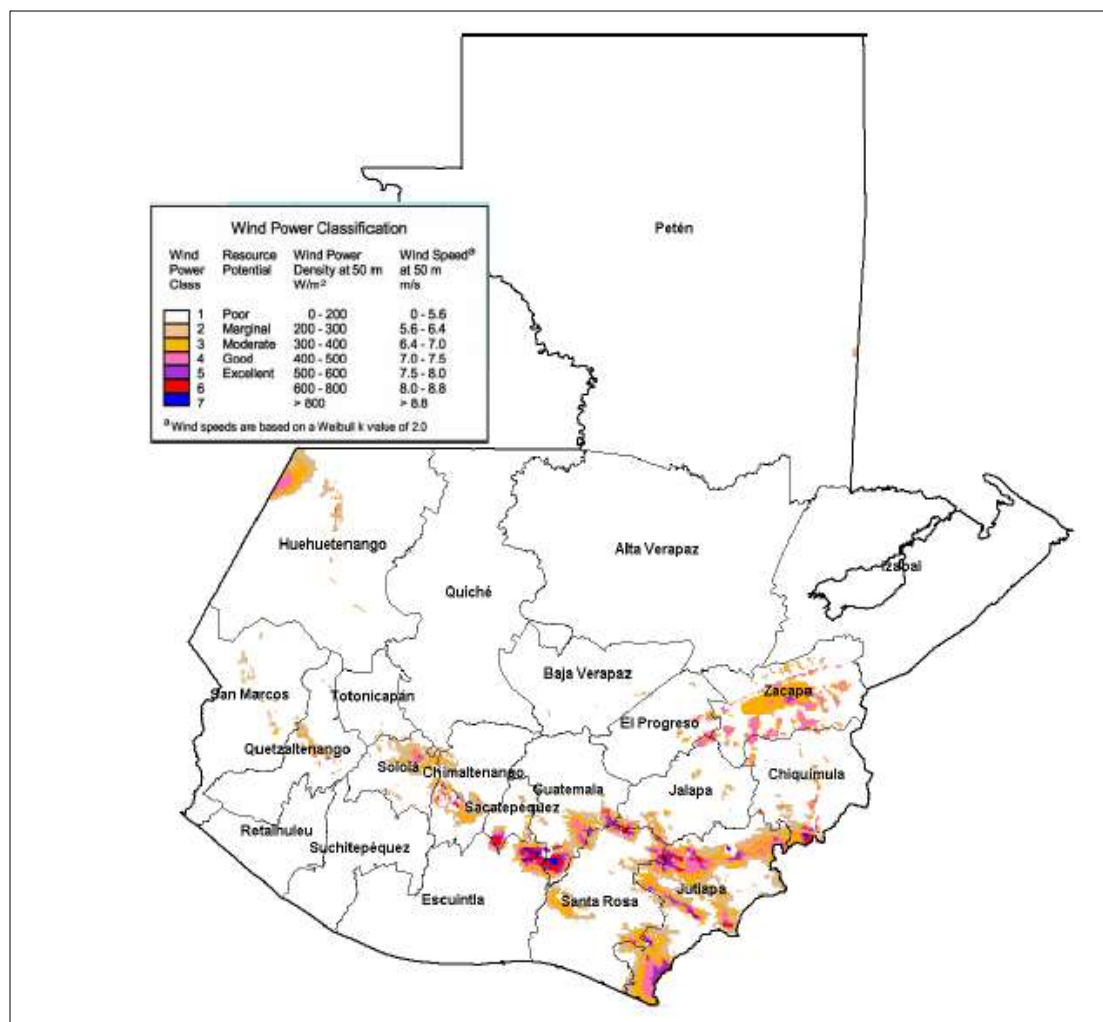 Petén
Wind Power Classification
Wind Resource Wind Power Wind Speedª
Power Potential Density at 50 m at 50 m
Class W/m² m/s
1 Poor 0 - 200 0 - 5.6
2 Marginal 200 - 300 5.6 - 6.4
3 Moderate 300 - 400 6.4 - 7.0
4 Good 400 - 500 7.0 - 7.5
5 Excellent 500 - 600 7.5 - 8.0
6 600 - 800 8.0 - 8.8
7 > 800 > 8.8
ª Wind speeds are based on a Weibull k value of 2.0
Huehuetenango
Alta Verapaz
Izabal
Quiché
Baja Verapaz
San Marcos
Totonicapán
Zacapa
El Progreso
Quetzaltenango
Sololá
Chimaltenango
Chiquimula
Guatemala
Jalapa
Sacatepéquez
Retalhuleu
Suchitepéquez
Escuintla
Santa Rosa
Jutiapa